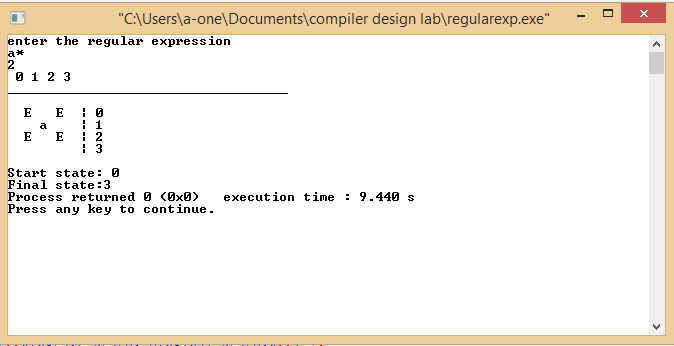 "C:\Users\a-one\Documents\compiler design lab\regularexp.exe"
enter the regular expression
a*
2
0 1 2 3
E E ¦ 0
a ¦ 1
E E ¦ 2
¦ 3
Start state: 0
Final state:3
Process returned 0 (0x0) execution time : 9.440 s
Press any key to continue.